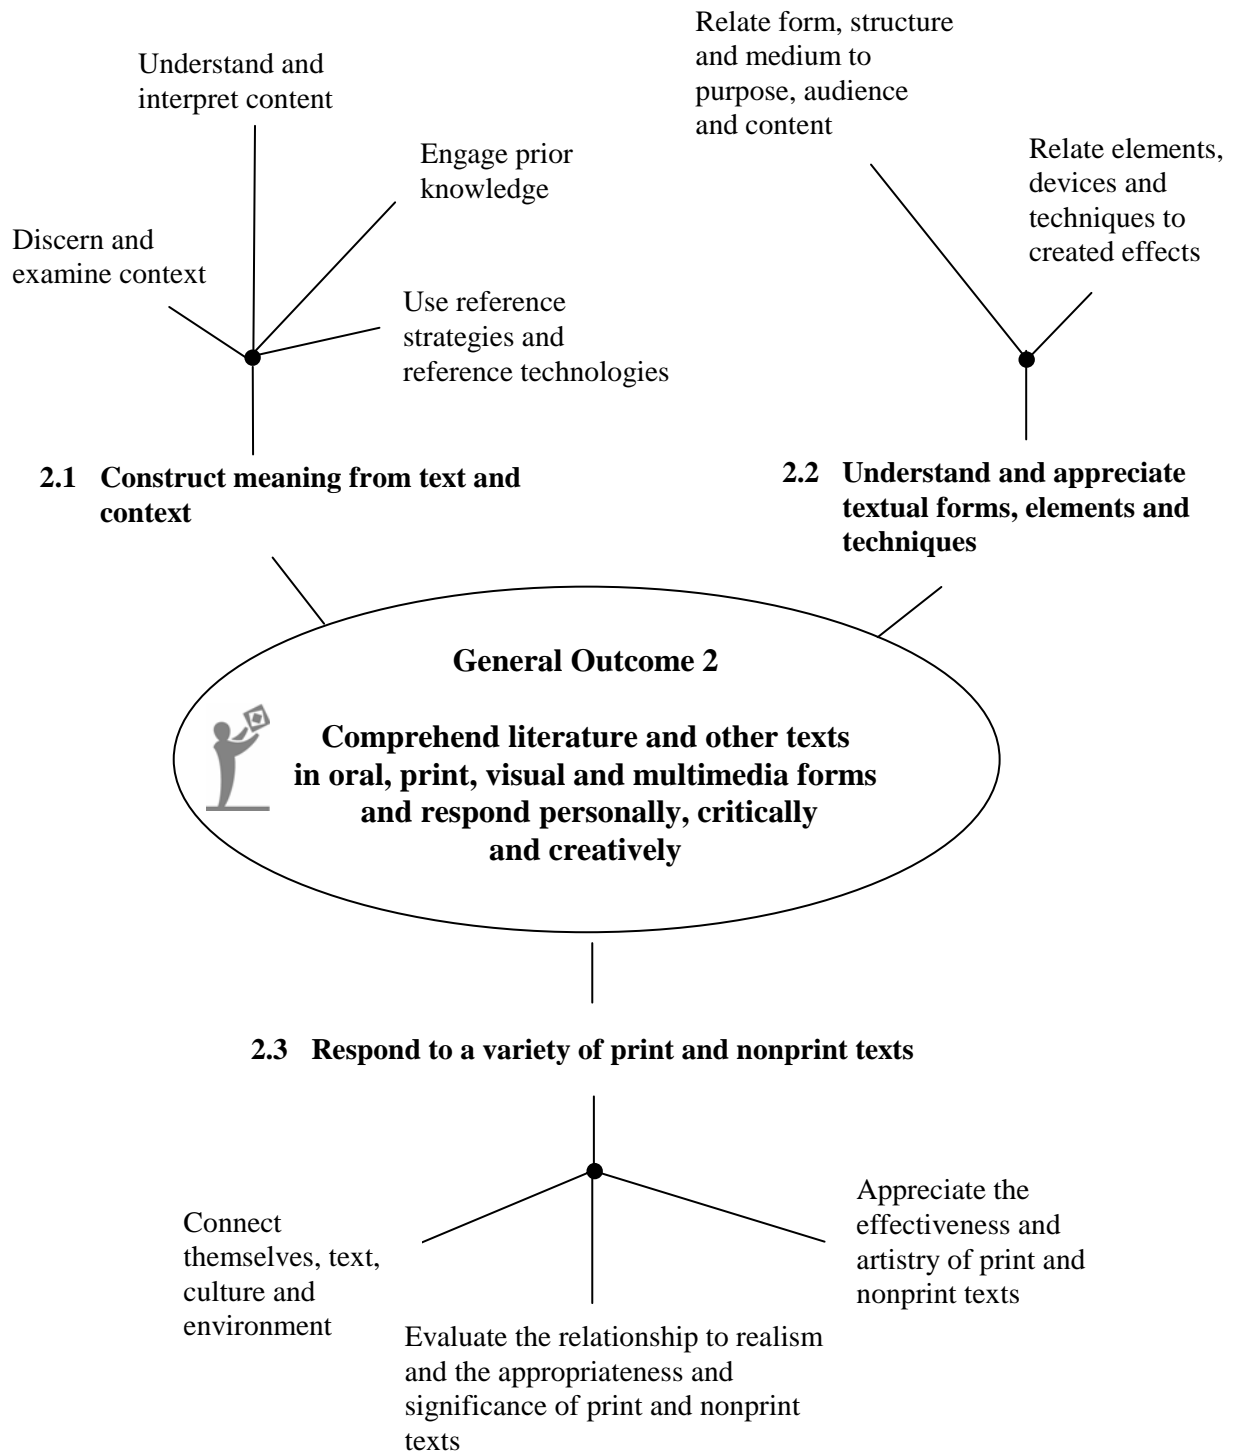 Understand and
interpret content
Engage prior
knowledge
Discern and
examine context
Use reference
strategies and
reference technologies
2.1 Construct meaning from text and
context
Relate form, structure
and medium to
purpose, audience
and content
Relate elements,
devices and
techniques to
created effects
2.2 Understand and appreciate
textual forms, elements and
techniques
General Outcome 2
Comprehend literature and other texts
in oral, print, visual and multimedia forms
and respond personally, critically
and creatively
2.3 Respond to a variety of print and nonprint texts
Connect
themselves, text,
culture and
environment
Evaluate the relationship to realism
and the appropriateness and
significance of print and nonprint
texts
Appreciate the
effectiveness and
artistry of print and
nonprint texts